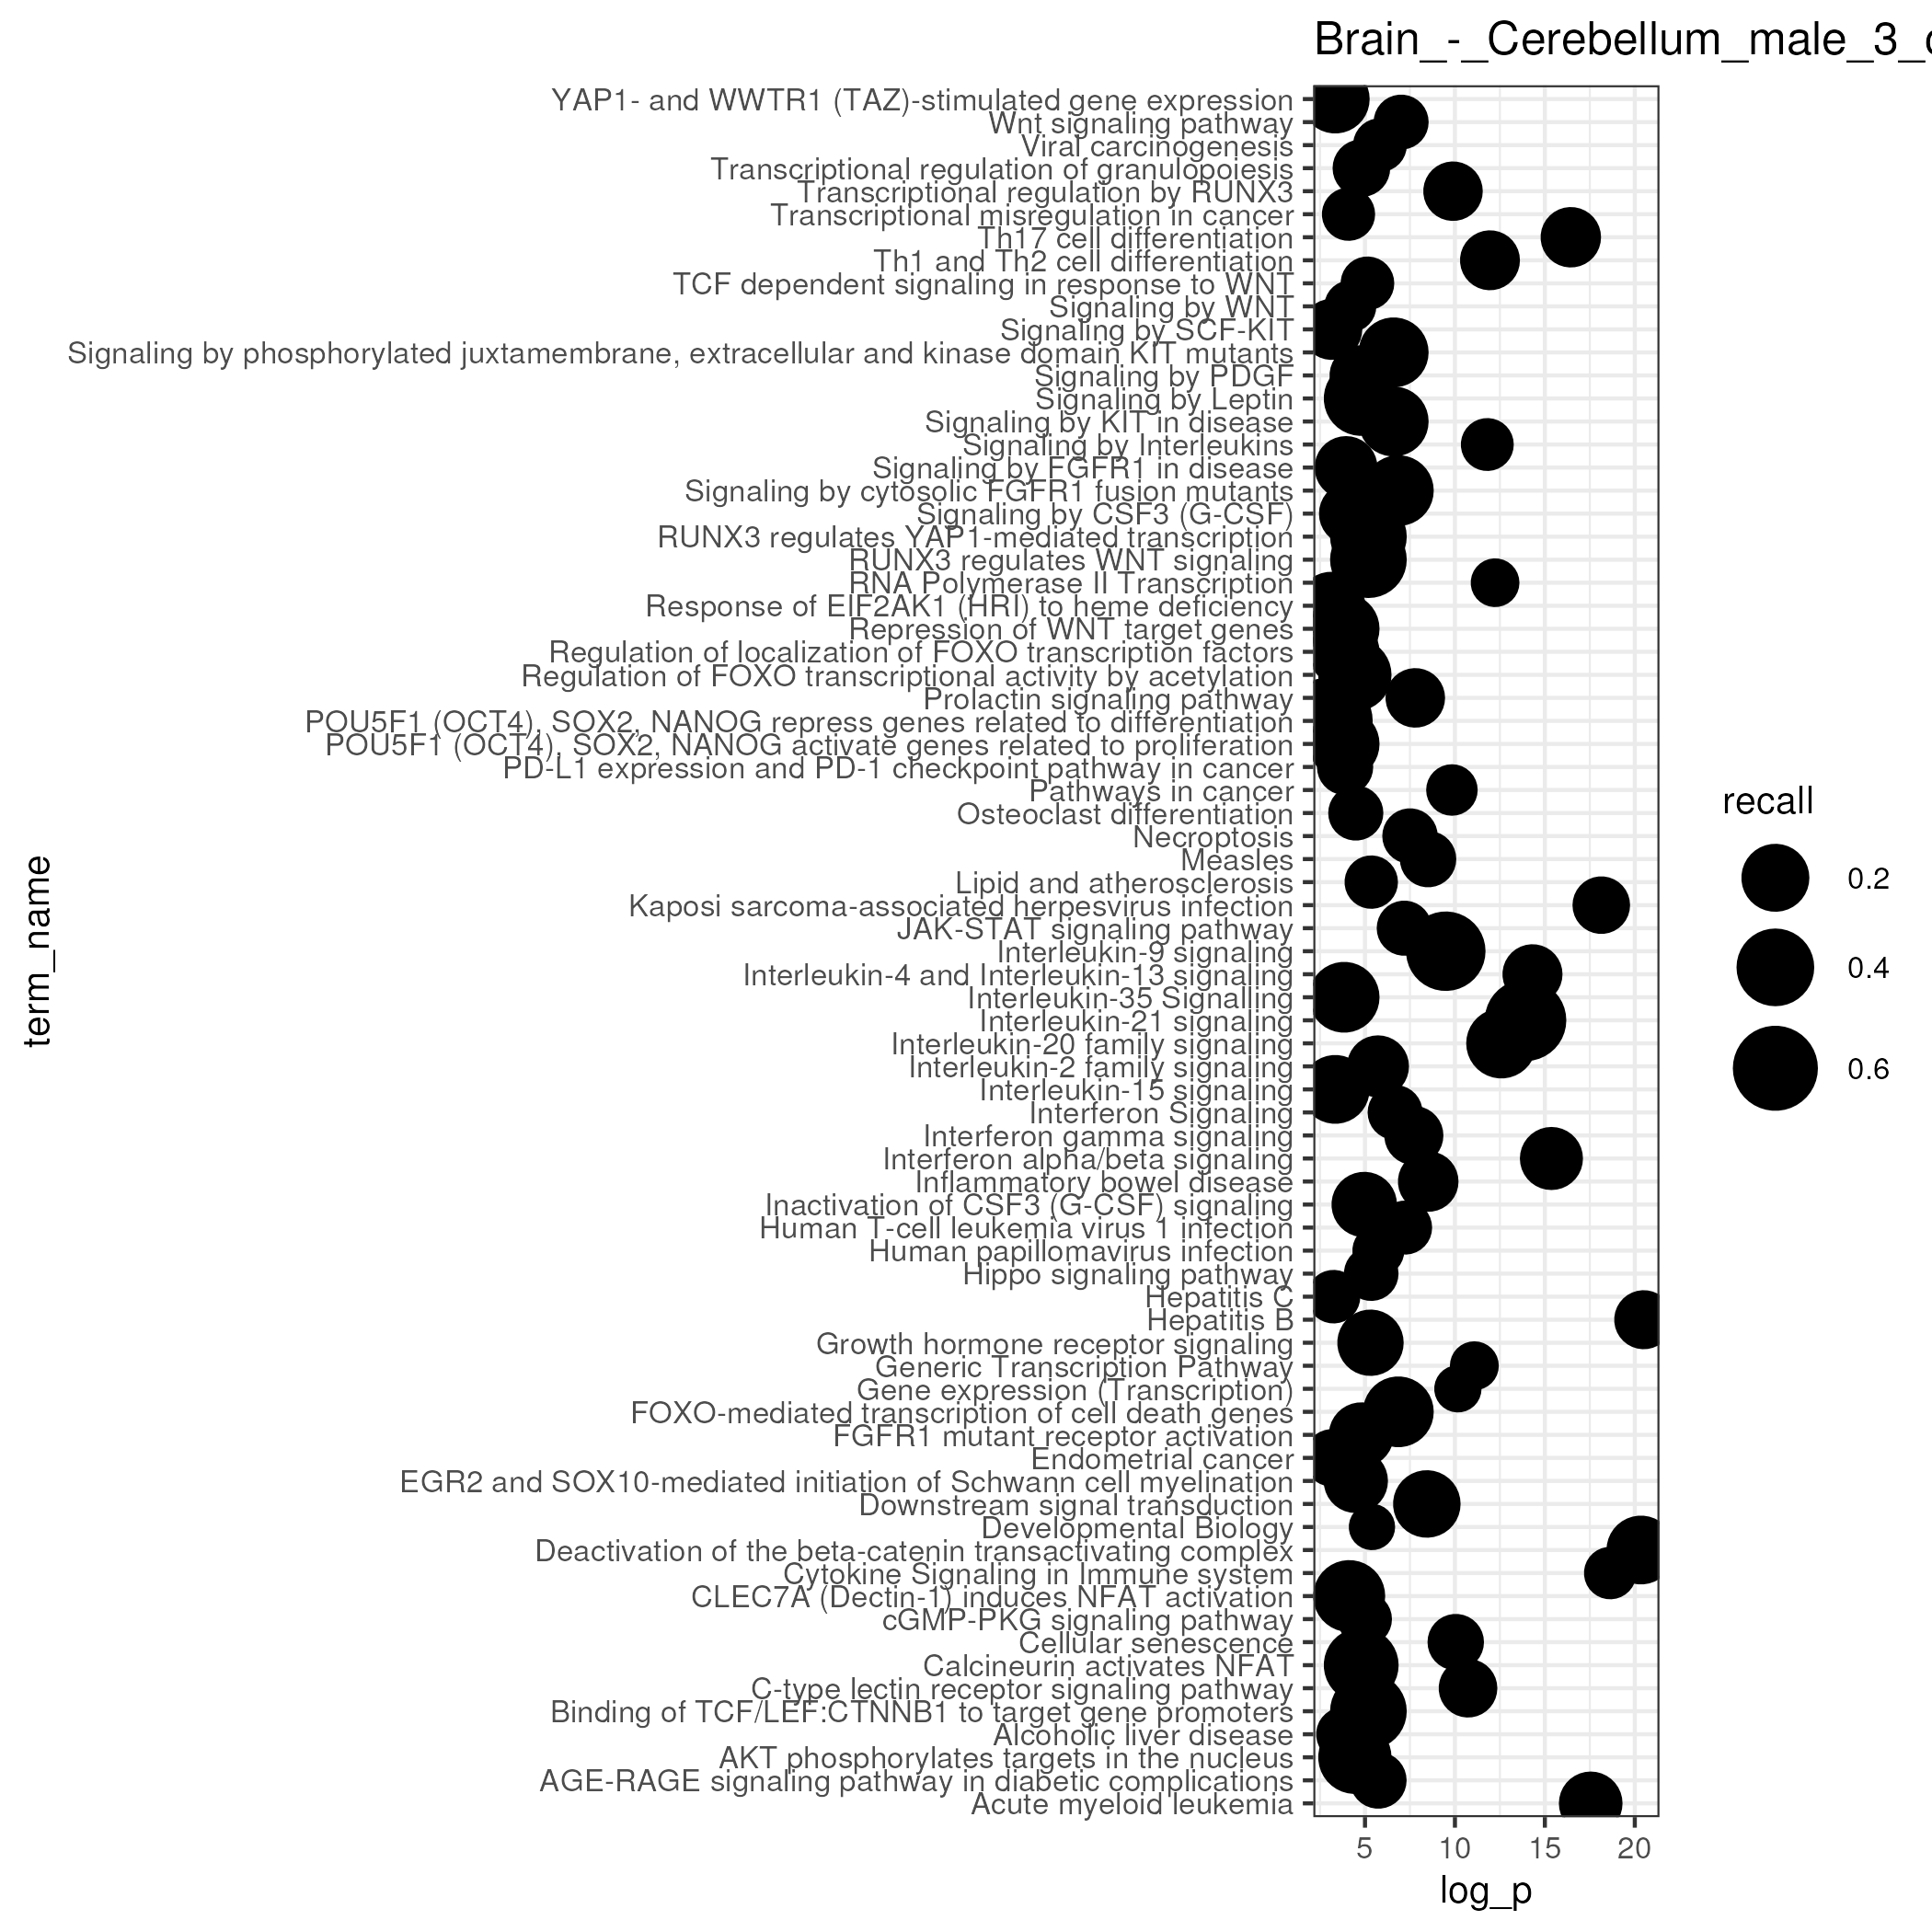 Brain_-_Cerebellum_male_3_
YAP1- and WWTR1 (TAZ)-stimulated gene expression
Wnt signaling pathway
Viral carcinogenesis
Transcriptional regulation of granulopoiesis
Transcriptional regulation by RUNX3
Transcriptional misregulation in cancer
Th17 cell differentiation
Th1 and Th2 cell differentiation
TCF dependent signaling in response to WNT
Signaling by WNT
Signaling by SCF-KIT
Signaling by phosphorylated juxtamembrane, extracellular and kinase domain KIT mutants
Signaling by PDGF
Signaling by Leptin
Signaling by KIT in disease
Signaling by Interleukins
Signaling by FGFR1 in disease
Signaling by cytosolic FGFR1 fusion mutants
Signaling by CSF3 (G-CSF)
RUNX3 regulates YAP1-mediated transcription
RUNX3 regulates WNT signaling
RNA Polymerase II Transcription
Response of EIF2AK1 (HRI) to heme deficiency
Repression of WNT target genes
Regulation of localization of FOXO transcription factors
Regulation of FOXO transcriptional activity by acetylation
Prolactin signaling pathway
POU5F1 (OCT4), SOX2, NANOG repress genes related to differentiation
POU5F1 (OCT4), SOX2, NANOG activate genes related to proliferation
PD-L1 expression and PD-1 checkpoint pathway in cancer
Pathways in cancer
Osteoclast differentiation
Necroptosis
Measles
Lipid and atherosclerosis
Kaposi sarcoma-associated herpesvirus infection
JAK-STAT signaling pathway
Interleukin-9 signaling
Interleukin-4 and Interleukin-13 signaling
Interleukin-35 Signalling
Interleukin-21 signaling
Interleukin-20 family signaling
Interleukin-2 family signaling
Interleukin-15 signaling
Interferon Signaling
Interferon gamma signaling
Interferon alpha/beta signaling
Inflammatory bowel disease
Inactivation of CSF3 (G-CSF) signaling
Human T-cell leukemia virus 1 infection
Human papillomavirus infection
Hippo signaling pathway
Hepatitis C
Hepatitis B
Growth hormone receptor signaling
Generic Transcription Pathway
Gene expression (Transcription)
FOXO-mediated transcription of cell death genes
FGFR1 mutant receptor activation
Endometrial cancer
EGR2 and SOX10-mediated initiation of Schwann cell myelination
Downstream signal transduction
Developmental Biology
Deactivation of the beta-catenin transactivating complex
Cytokine Signaling in Immune system
CLEC7A (Dectin-1) induces NFAT activation
cGMP-PKG signaling pathway
Cellular senescence
Calcineurin activates NFAT
C-type lectin receptor signaling pathway
Binding of TCF/LEF:CTNNB1 to target gene promoters
Alcoholic liver disease
AKT phosphorylates targets in the nucleus
AGE-RAGE signaling pathway in diabetic complications
Acute myeloid leukemia
5 10 15 20
log_p
term_name
recall
0.2
0.4
0.6